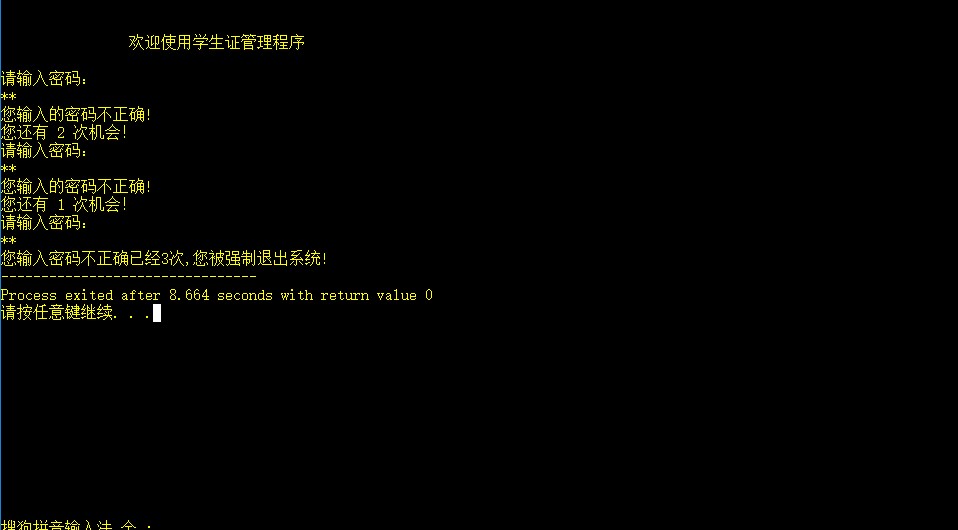 欢迎使用学生证管理程序
请输入密码：
**
您输入的密码不正确!
您还有 2 次机会!
请输入密码：
**
您输入的密码不正确!
您还有 1 次机会!
请输入密码：
**
您输入密码不正确已经3次,您被强制退出系统!
--------------------------------
Process exited after 8.664 seconds with return value 0
请按任意键继续. . .
搜狗拼音输入法 全 :